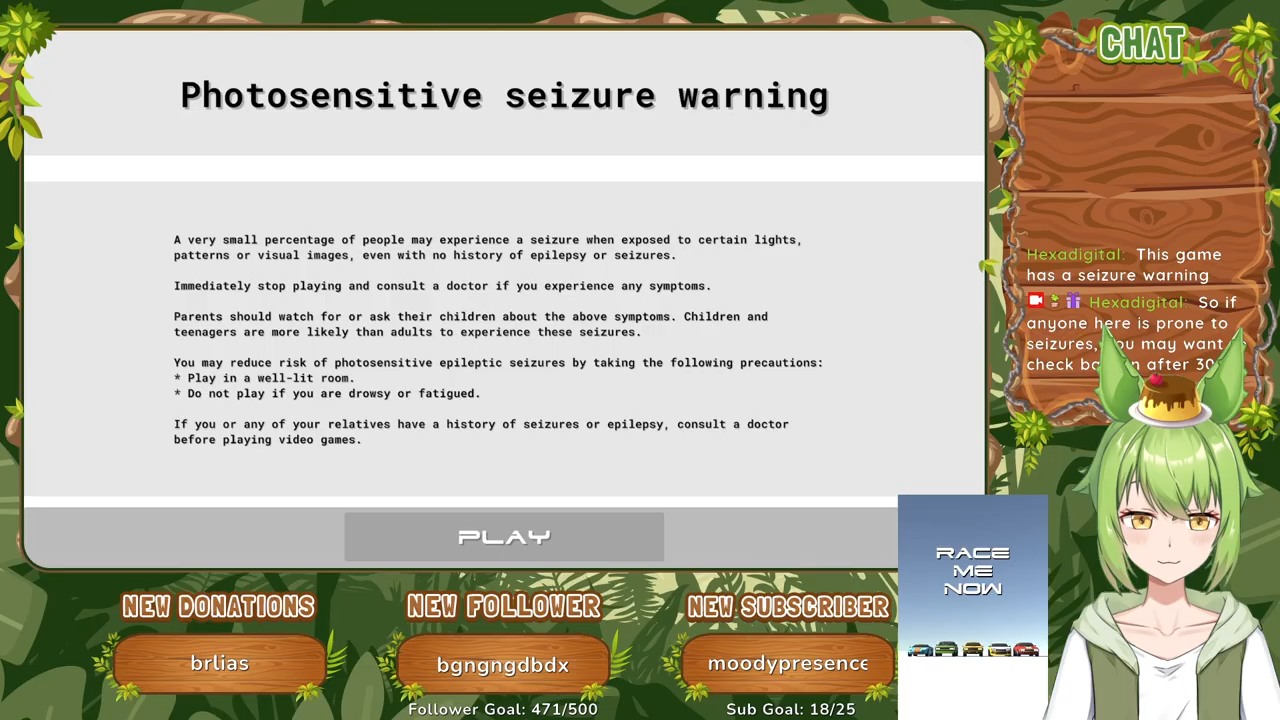 Photosensitive seizure warning
A very small percentage of people may experience a seizure when exposed to certain lights,
patterns or visual images, even with no history of epilepsy or seizures.
Immediately stop playing and consult a doctor if you experience any symptoms.
Parents should watch for or ask their children about the above symptoms. Children and
teenagers are more likely than adults to experience these seizures.
You may reduce risk of photosensitive epileptic seizures by taking the following precautions:
* Play in a well-lit room.
* Do not play if you are drowsy or fatigued.
If you or any of your relatives have a history of seizures or epilepsy, consult a doctor
before playing video games.
PLAY
CHAT
Hexadigital: This game
has a seizure warning
Hexadigital: So if
anyone here is prone to
seizures, you may want
check after 30
RACE
ME
NOW
NEW DONATIONS
brlias
NEW FOLLOWER
bgngngdbdx
Follower Goal: 471/500
NEW SUBSCRIBER
moodypresence
Sub Goal: 18/25